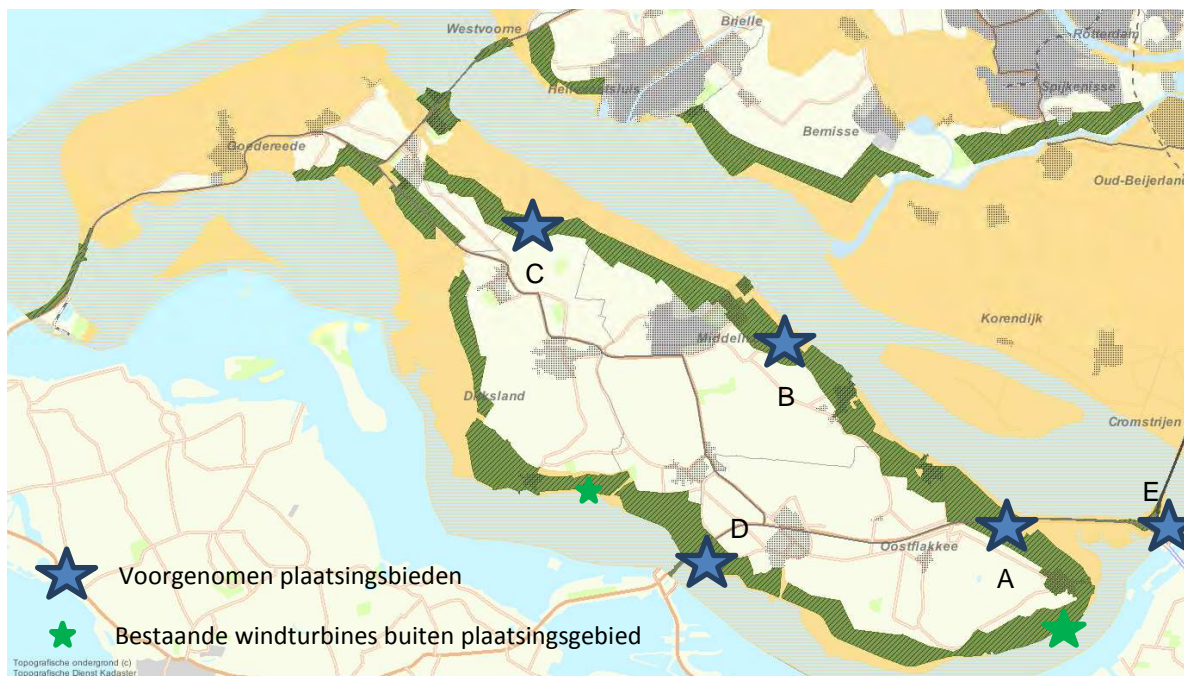 Westvoorne
Brielle
Rotterdam
Hellevoetsluis
Spijkenisse
Bernisse
Goedereede
Oud-Beijerland
C
Korendijk
Middelh
B
Dirksland
Cromstrijen
E
D
Oostflakkee
A
Voorgenomen plaatsingsbieden
Bestaande windturbines buiten plaatsingsgebied
Topografische ondergrond (c)
Topografische Dienst Kadaster